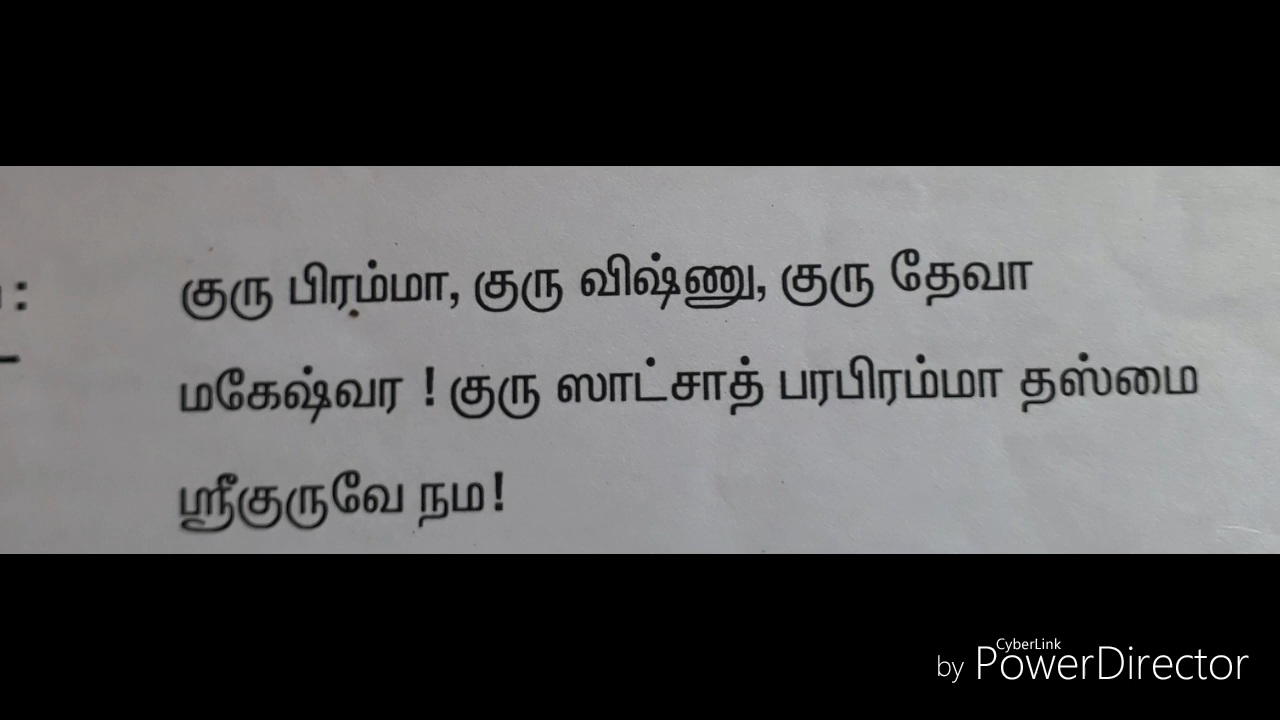 குரு பிரம்மா, குரு விஷ்ணு, குரு தேவா
மகேஷ்வர ! குரு ஸாட்சாத் பரபிரம்மா தஸ்மை
ஸ்ரீகுருவே நம!
CyberLink
by PowerDirector